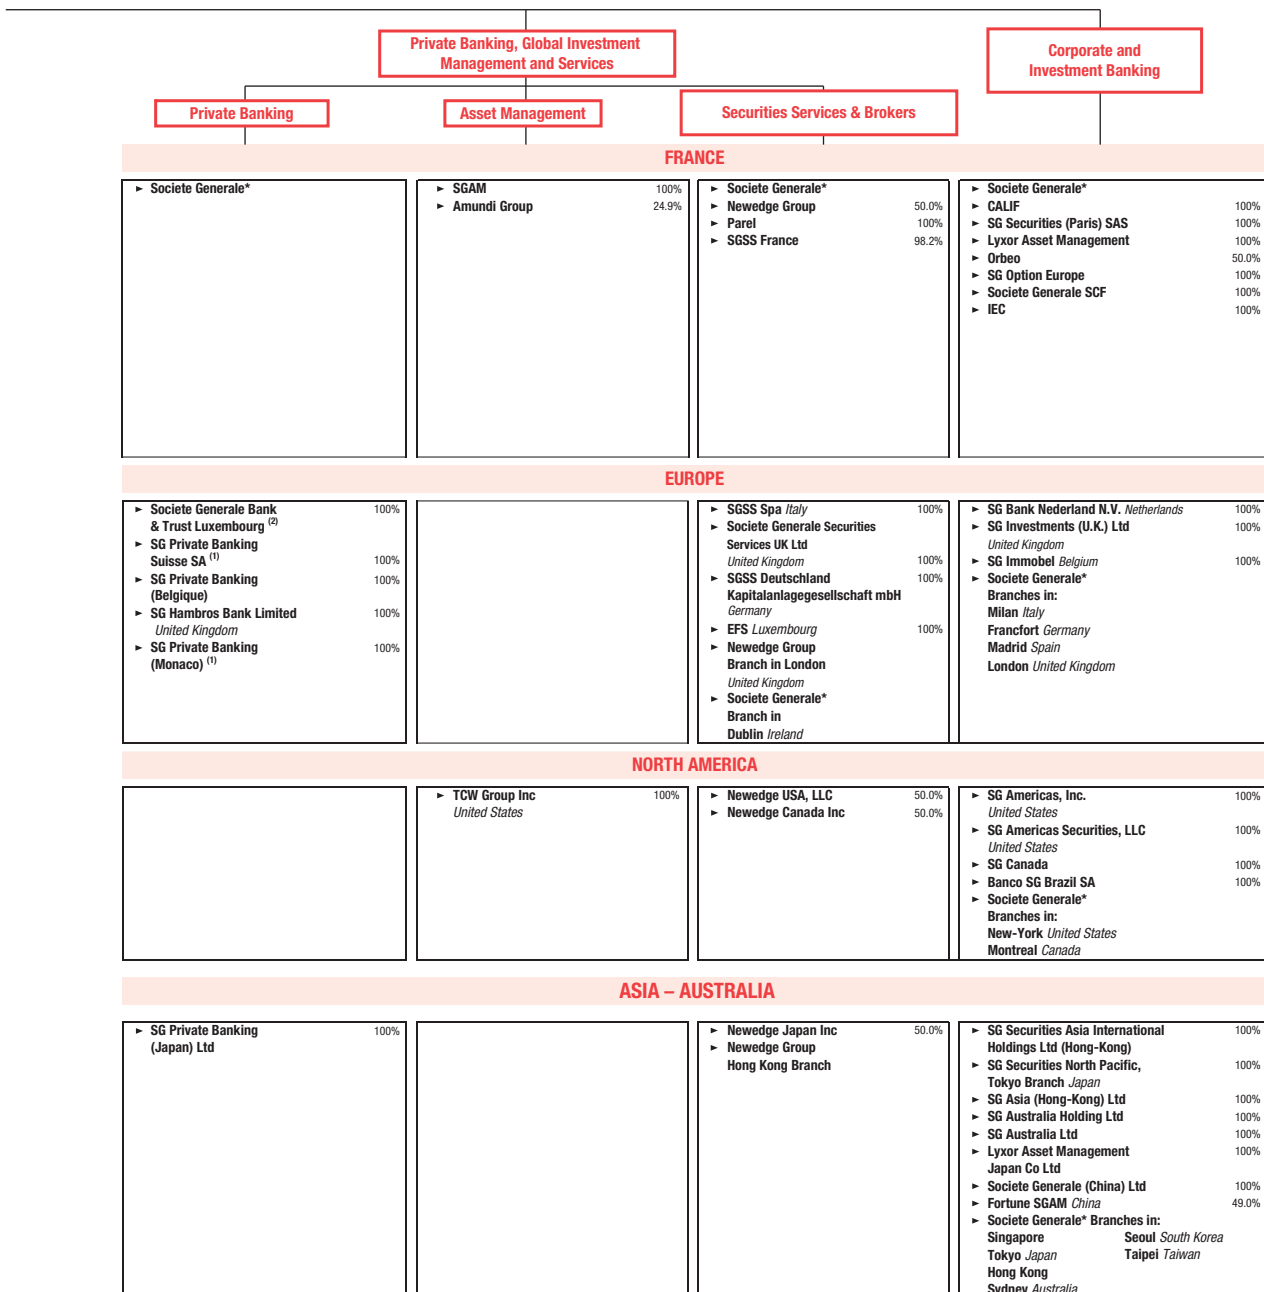 Private Banking, Global Investment
Management and Services
Corporate and
Investment Banking
Private Banking
Asset Management
Securities Services & Brokers
FRANCE
► Societe Generale*
► SGAM 100%
► Amundi Group 24.9%
► Societe Generale*
► Newedge Group 50.0%
► Parel 100%
► SGSS France 98.2%
► Societe Generale*
► CALIF 100%
► SG Securities (Paris) SAS 100%
► Lyxor Asset Management 100%
► Orbeo 50.0%
► SG Option Europe 100%
► Societe Generale SCF 100%
► IEC 100%
EUROPE
► Societe Generale Bank 100%
& Trust Luxembourg (2)
► SG Private Banking
Suisse SA (1) 100%
► SG Private Banking 100%
(Belgique)
► SG Hambros Bank Limited 100%
United Kingdom
► SG Private Banking 100%
(Monaco) (1)
► SGSS Spa Italy 100%
► Societe Generale Securities
Services UK Ltd
United Kingdom 100%
► SGSS Deutschland 100%
Kapitalanlagegesellschaft mbH
Germany
► EFS Luxembourg 100%
► Newedge Group
Branch in London
United Kingdom
► Societe Generale*
Branch in
Dublin Ireland
► SG Bank Nederland N.V. Netherlands 100%
► SG Investments (U.K.) Ltd 100%
United Kingdom
► SG Immobel Belgium 100%
► Societe Generale*
Branches in:
Milan Italy
Francfort Germany
Madrid Spain
London United Kingdom
NORTH AMERICA
► TCW Group Inc 100%
United States
► Newedge USA, LLC 50.0%
► Newedge Canada Inc 50.0%
► SG Americas, Inc. 100%
United States
► SG Americas Securities, LLC 100%
United States
► SG Canada 100%
► Banco SG Brazil SA 100%
► Societe Generale*
Branches in:
New-York United States
Montreal Canada
ASIA – AUSTRALIA
► SG Private Banking 100%
(Japan) Ltd
► Newedge Japan Inc 50.0%
► Newedge Group
Hong Kong Branch
► SG Securities Asia International 100%
Holdings Ltd (Hong-Kong)
► SG Securities North Pacific, 100%
Tokyo Branch Japan
► SG Asia (Hong-Kong) Ltd 100%
► SG Australia Holding Ltd 100%
► SG Australia Ltd 100%
► Lyxor Asset Management 100%
Japan Co Ltd
► Societe Generale (China) Ltd 100%
► Fortune SGAM China 49.0%
► Societe Generale* Branches in:
Singapore Seoul South Korea
Tokyo Japan Taipei Taiwan
Hong Kong
Sydney Australia